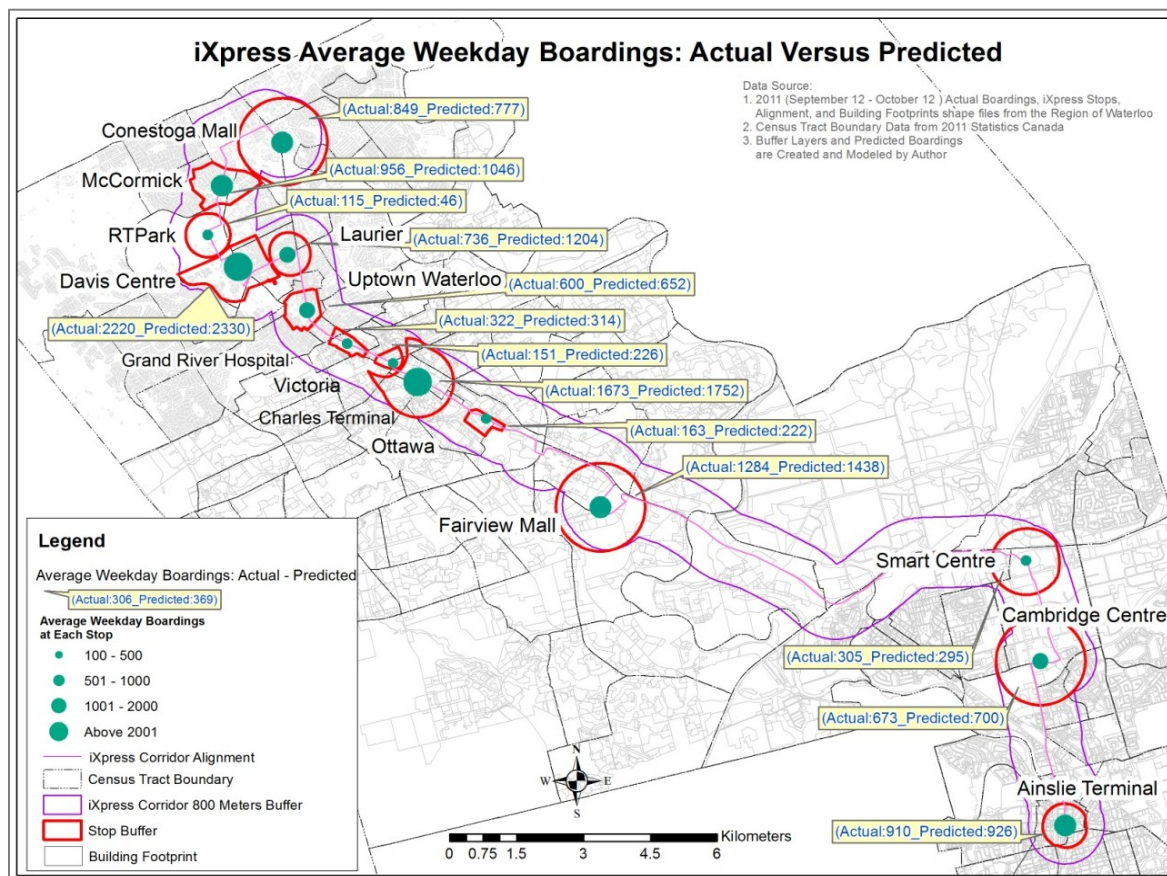 iXpress Average Weekday Boardings: Actual Versus Predicted
Data Source:
1. 2011 (September 12 - October 12 ) Actual Boardings, iXpress Stops,
Alignment, and Building Footprints shape files from the Region of Waterloo
2. Census Tract Boundary Data from 2011 Statistics Canada
3. Buffer Layers and Predicted Boardings
are Created and Modeled by Author
(Actual:849_Predicted:777)
Conestoga Mall
McCormick
(Actual:956_Predicted:1046)
(Actual:115_Predicted:46)
RTPark
Laurier
(Actual:736_Predicted:1204)
Davis Centre
Uptown Waterloo
(Actual:600_Predicted:652)
(Actual:2220_Predicted:2330)
(Actual:322_Predicted:314)
Grand River Hospital
(Actual:151_Predicted:226)
Victoria
(Actual:1673_Predicted:1752)
Charles Terminal
(Actual:163_Predicted:222)
Ottawa
(Actual:1284_Predicted:1438)
Fairview Mall
Smart Centre
Cambridge Centre
(Actual:305_Predicted:295)
(Actual:673_Predicted:700)
Ainslie Terminal
(Actual:910_Predicted:926)
Legend
Average Weekday Boardings: Actual - Predicted
(Actual:306_Predicted:369)
Average Weekday Boardings
at Each Stop
100 - 500
501 - 1000
1001 - 2000
Above 2001
iXpress Corridor Alignment
Census Tract Boundary
iXpress Corridor 800 Meters Buffer
Stop Buffer
Building Footprint
N
W E
S
Kilometers
0 0.75 1.5 3 4.5 6